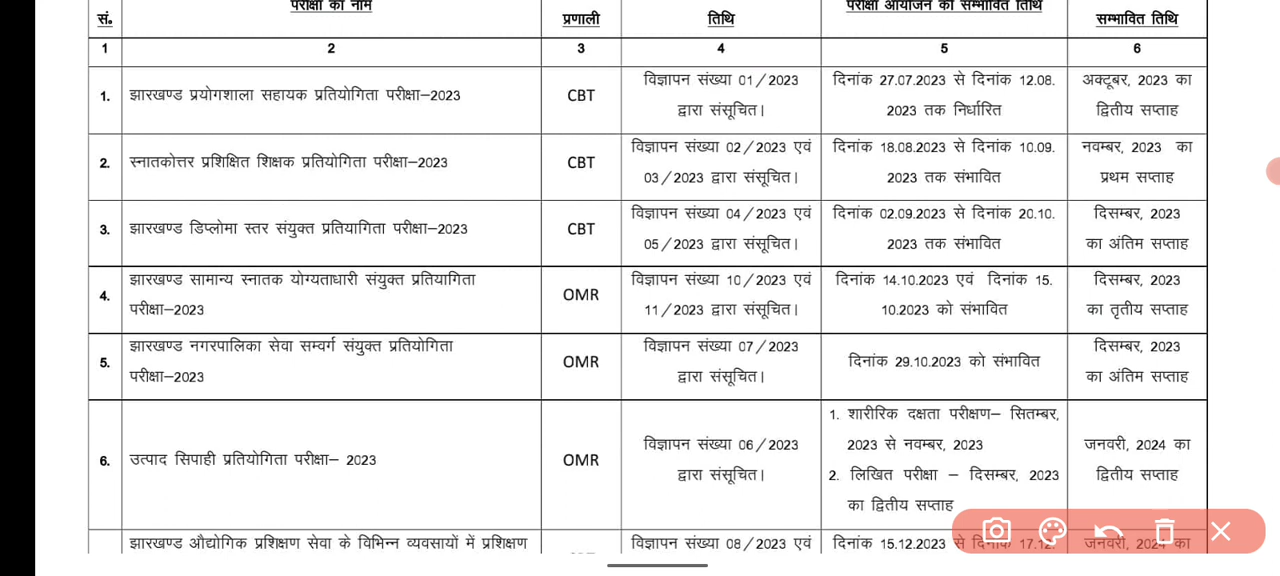 परीक्षा का नाम
परीक्षा आयोजन की सम्भावित तिथि
सं॰
प्रणाली
तिथि
सम्भावित तिथि
1 2 3 4 5 6
1. झारखण्ड प्रयोगशाला सहायक प्रतियोगिता परीक्षा–2023
CBT
विज्ञापन संख्या 01/2023
द्वारा संसूचित।
दिनांक 27.07.2023 से दिनांक 12.08.
2023 तक निर्धारित
अक्टूबर, 2023 का
द्वितीय सप्ताह
2. स्नातकोत्तर प्रशिक्षित शिक्षक प्रतियोगिता परीक्षा–2023
CBT
विज्ञापन संख्या 02/2023 एवं
03/2023 द्वारा संसूचित।
दिनांक 18.08.2023 से दिनांक 10.09.
2023 तक संभावित
नवम्बर, 2023 का
प्रथम सप्ताह
3. झारखण्ड डिप्लोमा स्तर संयुक्त प्रतियागिता परीक्षा–2023
CBT
विज्ञापन संख्या 04/2023 एवं
05/2023 द्वारा संसूचित।
दिनांक 02.09.2023 से दिनांक 20.10.
2023 तक संभावित
दिसम्बर, 2023
का अंतिम सप्ताह
4. झारखण्ड सामान्य स्नातक योग्यताधारी संयुक्त प्रतियागिता
परीक्षा–2023
OMR
विज्ञापन संख्या 10/2023 एवं
11/2023 द्वारा संसूचित।
दिनांक 14.10.2023 एवं दिनांक 15.
10.2023 को संभावित
दिसम्बर, 2023
का तृतीय सप्ताह
5. झारखण्ड नगरपालिका सेवा सम्वर्ग संयुक्त प्रतियोगिता
परीक्षा–2023
OMR
विज्ञापन संख्या 07/2023
द्वारा संसूचित।
दिनांक 29.10.2023 को संभावित
दिसम्बर, 2023
का अंतिम सप्ताह
6. उत्पाद सिपाही प्रतियोगिता परीक्षा– 2023
OMR
विज्ञापन संख्या 06/2023
द्वारा संसूचित।
1. शारीरिक दक्षता परीक्षण– सितम्बर,
2023 से नवम्बर, 2023
2. लिखित परीक्षा – दिसम्बर, 2023
का द्वितीय सप्ताह
जनवरी, 2024 का
द्वितीय सप्ताह
झारखण्ड औद्योगिक प्रशिक्षण सेवा के विभिन्न व्यवसायों में प्रशिक्षण
विज्ञापन संख्या 08/2023 एवं
दिनांक 15.12.2023 से दिनांक 17.12.
जनवरी, 2024 का